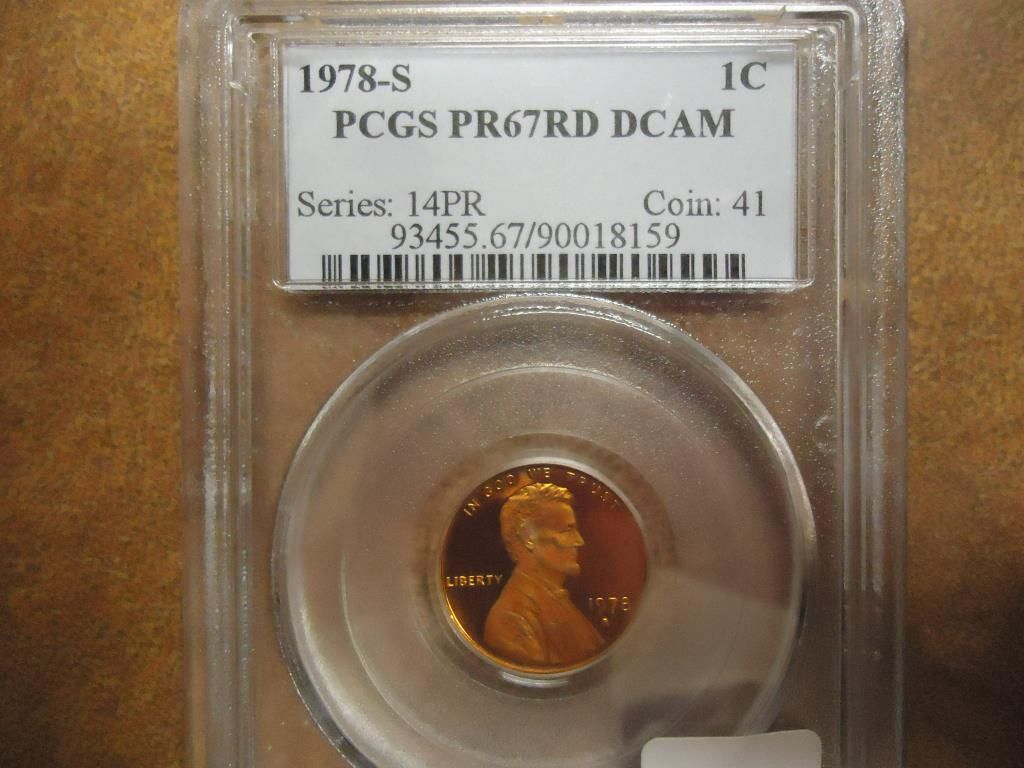 1978-S 1C
PCGS PR67RD DCAM
Series: 14PR Coin: 41
93455.67/90018159
IN GOD WE TRUST
LIBERTY
1978